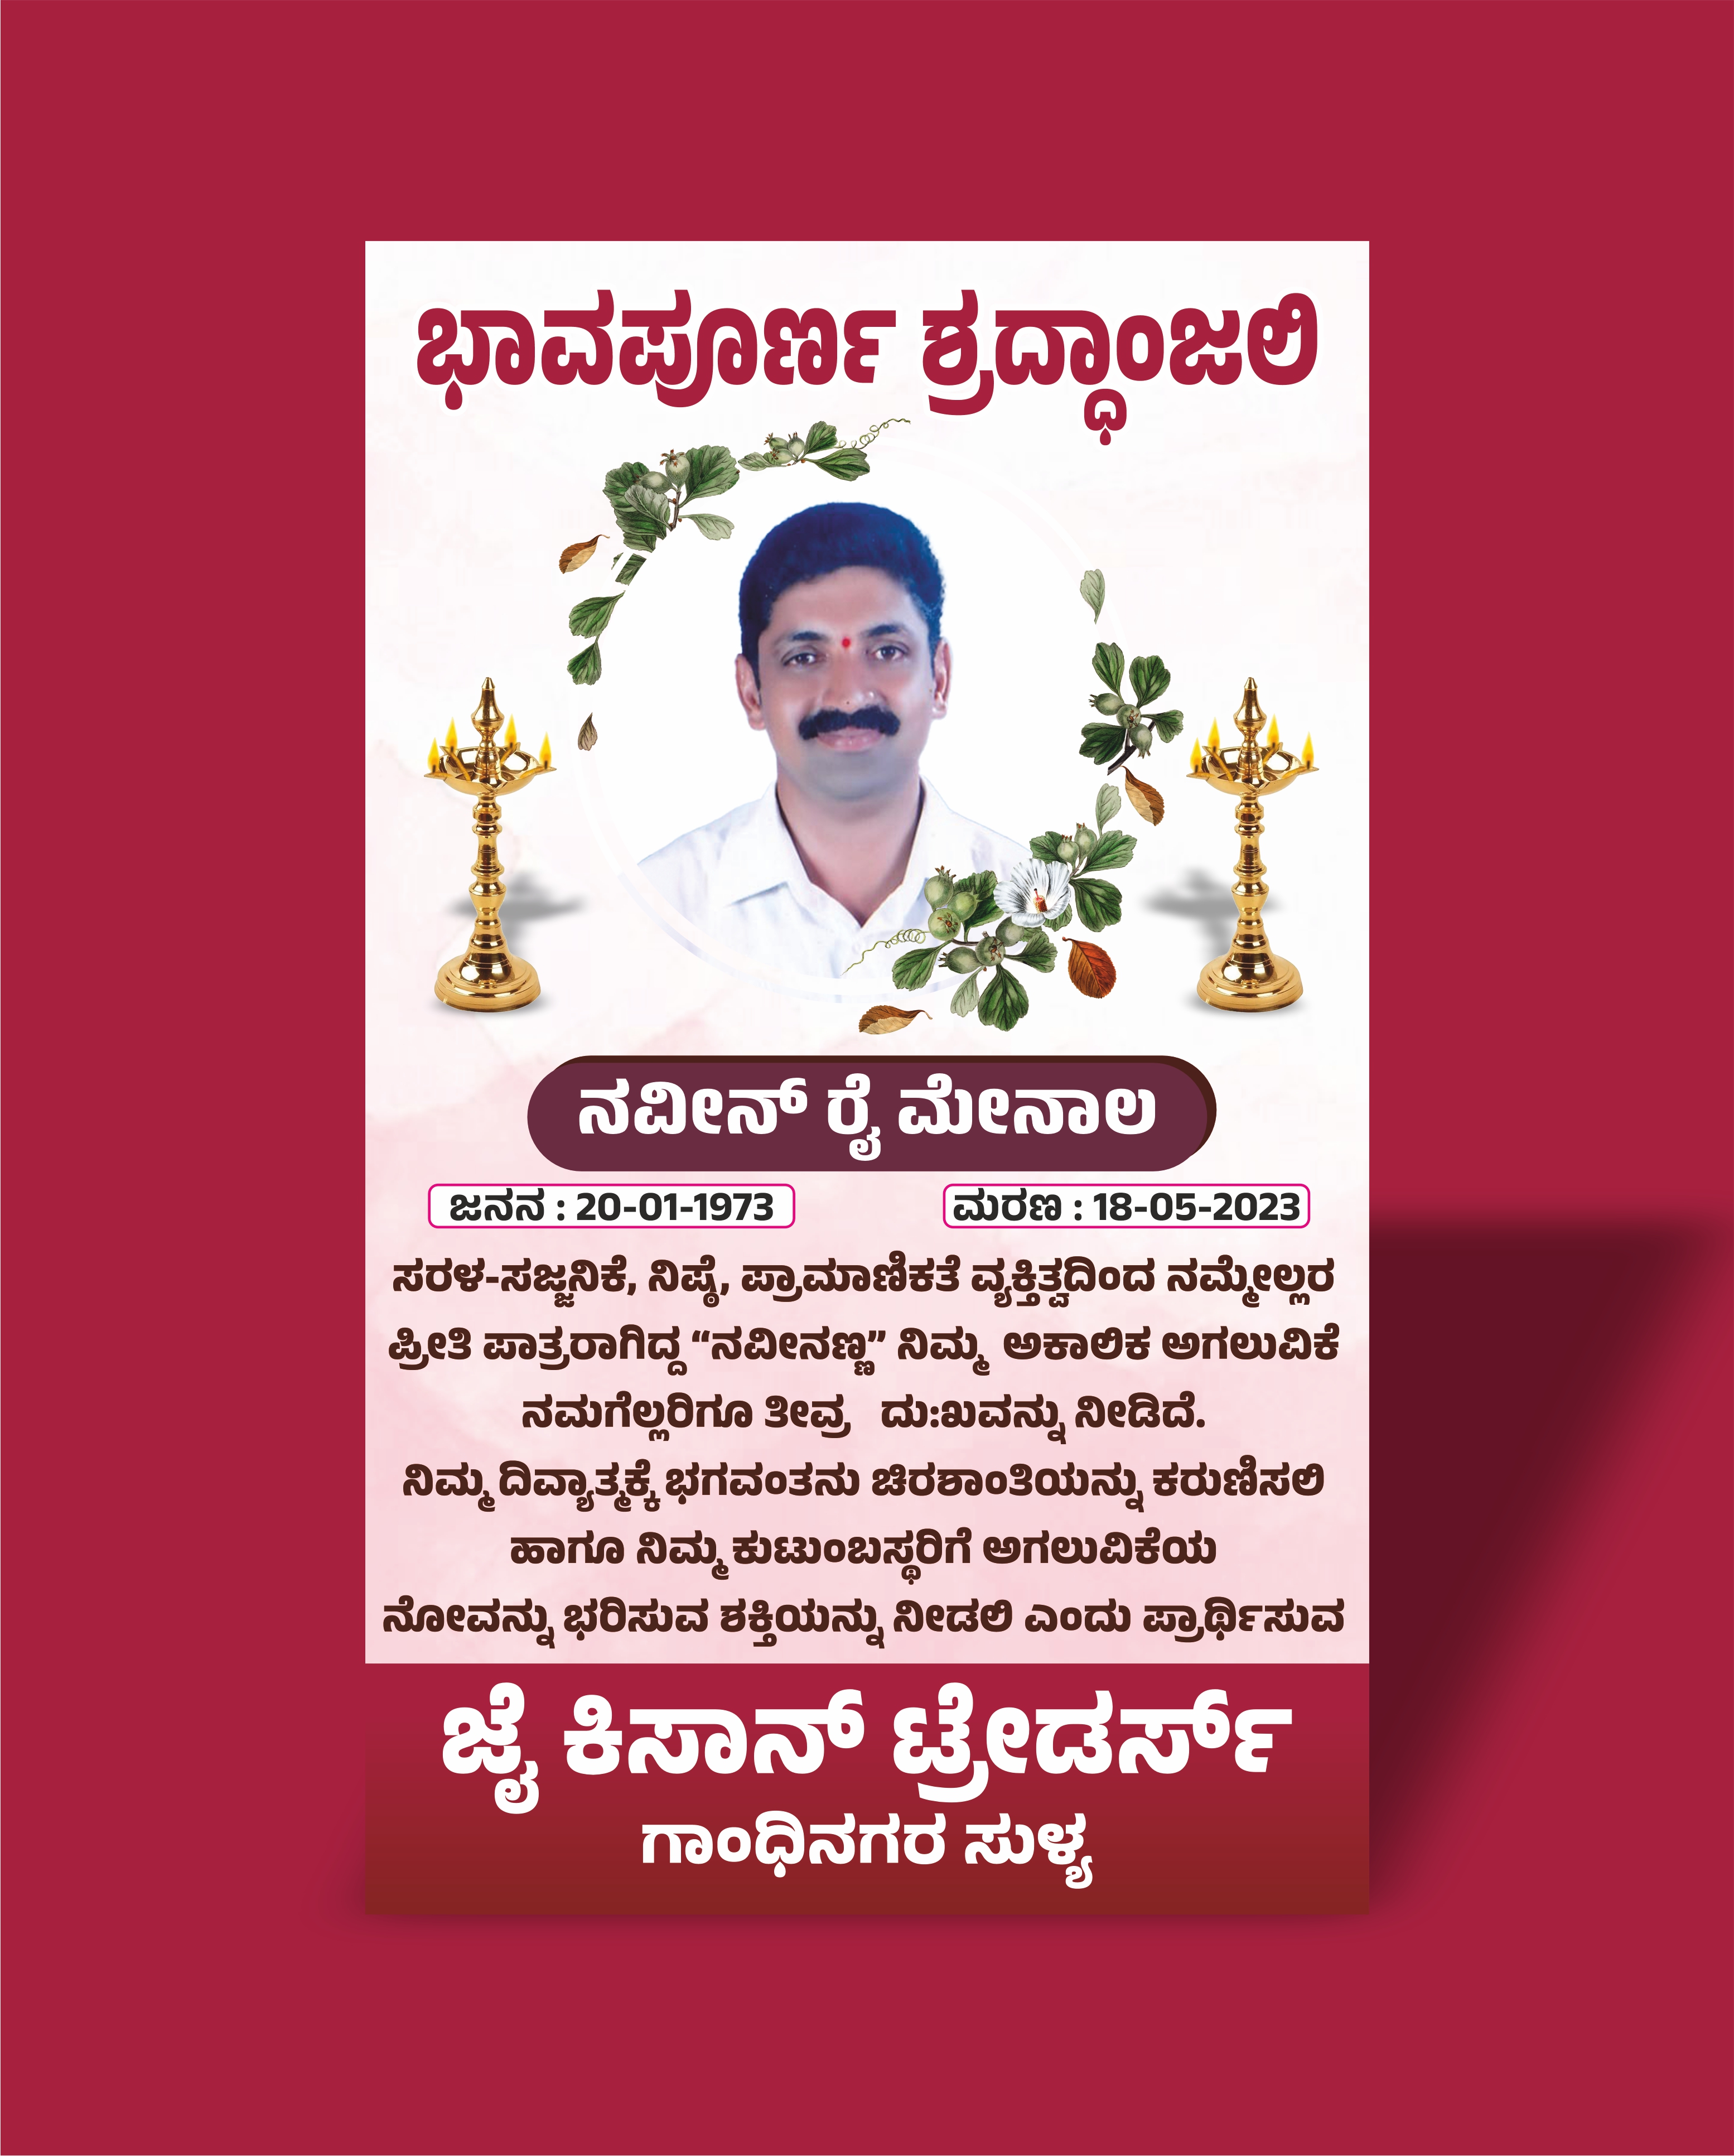 ಭಾವಪೂರ್ಣ ಶ್ರದ್ಧಾಂಜಲಿ
ನವೀನ್ ರೈ ಮೇನಾಲ
ಜನನ : 20-01-1973
ಮರಣ : 18-05-2023
ಸರಳ-ಸಜ್ಜನಿಕೆ, ನಿಷ್ಠೆ, ಪ್ರಾಮಾಣಿಕತೆ ವ್ಯಕ್ತಿತ್ವದಿಂದ ನಮ್ಮೇಲ್ಲರ
ಪ್ರೀತಿ ಪಾತ್ರರಾಗಿದ್ದ “ನವೀನಣ್ಣ” ನಿಮ್ಮ ಅಕಾಲಿಕ ಅಗಲುವಿಕೆ
ನಮಗೆಲ್ಲರಿಗೂ ತೀವ್ರ ದು:ಖವನ್ನು ನೀಡಿದೆ.
ನಿಮ್ಮ ದಿವ್ಯಾತ್ಮಕ್ಕೆ ಭಗವಂತನು ಚಿರಶಾಂತಿಯನ್ನು ಕರುಣಿಸಲಿ
ಹಾಗೂ ನಿಮ್ಮ ಕುಟುಂಬಸ್ಥರಿಗೆ ಅಗಲುವಿಕೆಯ
ನೋವನ್ನು ಭರಿಸುವ ಶಕ್ತಿಯನ್ನು ನೀಡಲಿ ಎಂದು ಪ್ರಾರ್ಥಿಸುವ
ಜೈ ಕಿಸಾನ್ ಟ್ರೇಡರ್ಸ್
ಗಾಂಧಿನಗರ ಸುಳ್ಯ